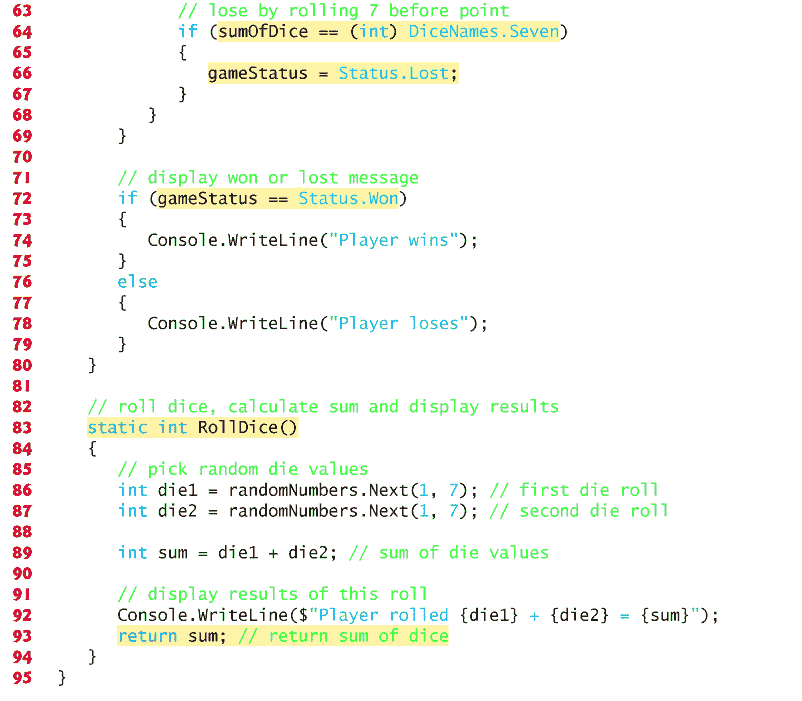 63 // lose by rolling 7 before point
64 if (sumOfDice == (int) DiceNames.Seven)
65 {
66 gameStatus = Status.Lost;
67 }
68 }
69 }
70
71 // display won or lost message
72 if (gameStatus == Status.Won)
73 {
74 Console.WriteLine("Player wins");
75 }
76 else
77 {
78 Console.WriteLine("Player loses");
79 }
80 }
81
82 // roll dice, calculate sum and display results
83 static int RollDice()
84 {
85 // pick random die values
86 int die1 = randomNumbers.Next(1, 7); // first die roll
87 int die2 = randomNumbers.Next(1, 7); // second die roll
88
89 int sum = die1 + die2; // sum of die values
90
91 // display results of this roll
92 Console.WriteLine($"Player rolled {die1} + {die2} = {sum}");
93 return sum; // return sum of dice
94 }
95 }